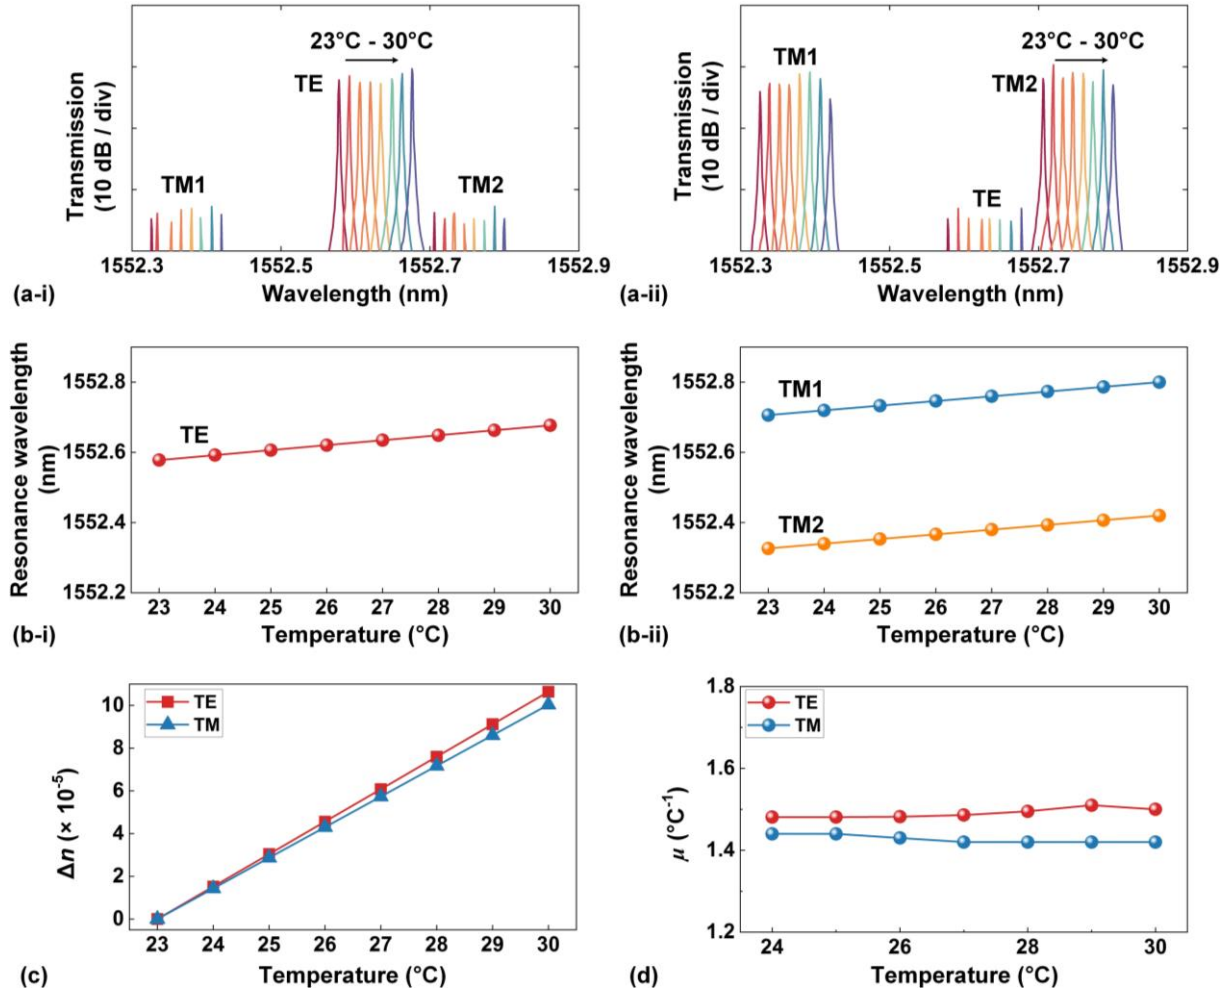 Transmission
(10 dB / div)
23°C - 30°C
TE
TM1
TM2
1552.3 1552.5 1552.7 1552.9
Wavelength (nm)
(a-i)
Transmission
(10 dB / div)
23°C - 30°C
TM1
TM2
TE
1552.3 1552.5 1552.7 1552.9
Wavelength (nm)
(a-ii)
Resonance wavelength
(nm)
1552.8
1552.6
1552.4
1552.2
TE
23 24 25 26 27 28 29 30
Temperature (°C)
(b-i)
Resonance wavelength
(nm)
1552.8
1552.6
1552.4
1552.2
TM1
TM2
23 24 25 26 27 28 29 30
Temperature (°C)
(b-ii)
Δn (× 10⁻⁵)
10
8
6
4
2
0
TE
TM
23 24 25 26 27 28 29 30
Temperature (°C)
(c)
μ (°C⁻¹)
1.8
1.6
1.4
1.2
TE
TM
24 26 28 30
Temperature (°C)
(d)